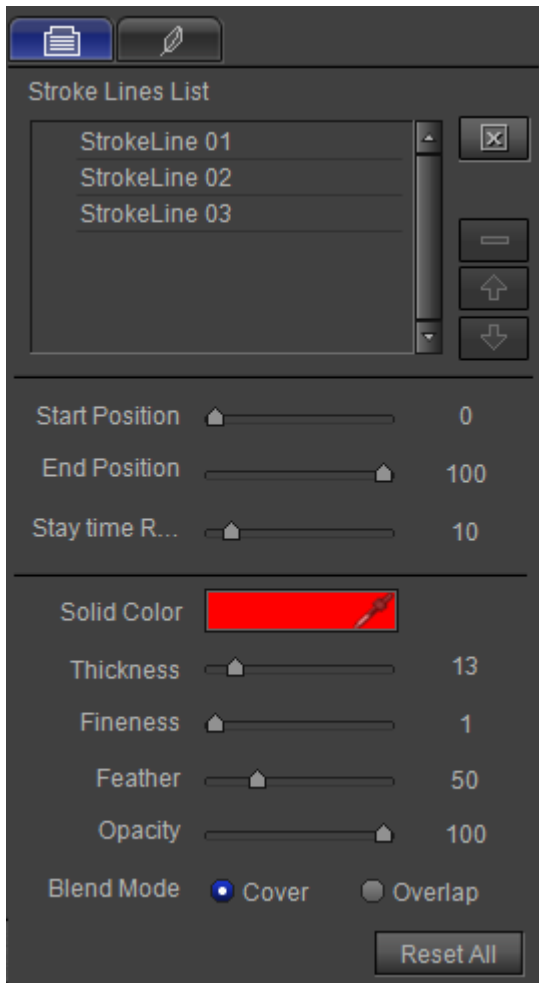 Stroke Lines List
StrokeLine 01
StrokeLine 02
StrokeLine 03
Start Position 0
End Position 100
Stay time R... 10
Solid Color
Thickness 13
Fineness 1
Feather 50
Opacity 100
Blend Mode Cover Overlap
Reset All